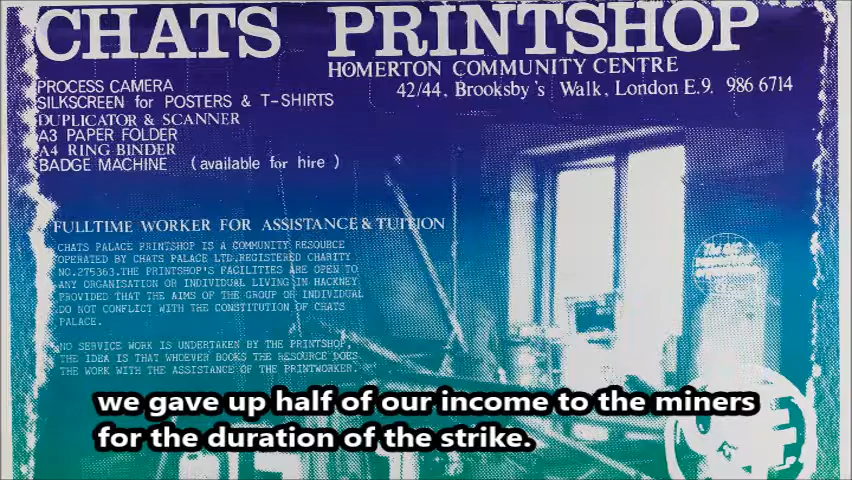 CHATS PRINTSHOP
HOMERTON COMMUNITY CENTRE
42/44, Brooksby's Walk, London E.9. 986 6714
PROCESS CAMERA
SILKSCREEN for POSTERS & T-SHIRTS
DUPLICATOR & SCANNER
A3 PAPER FOLDER
A4 RING BINDER
BADGE MACHINE (available for hire)
FULLTIME WORKER FOR ASSISTANCE & TUITION
CHATS PALACE PRINTSHOP IS A COMMUNITY RESOURCE
OPERATED BY CHATS PALACE LTD.REGISTERED CHARITY
NO.275363.THE PRINTSHOP'S FACILITIES ARE OPEN TO
ANY ORGANISATION OR INDIVIDUAL LIVING IN HACKNEY
PROVIDED THAT THE AIMS OF THE GROUP OR INDIVIDUAL
DO NOT CONFLICT WITH THE CONSTITUTION OF CHATS
PALACE.
NO SERVICE WORK IS UNDERTAKEN BY THE PRINTSHOP,
THE IDEA IS THAT WHOEVER BOOKS THE RESOURCE DOES
THE WORK WITH THE ASSISTANCE OF THE PRINTWORKER.
we gave up half of our income to the miners
for the duration of the strike.